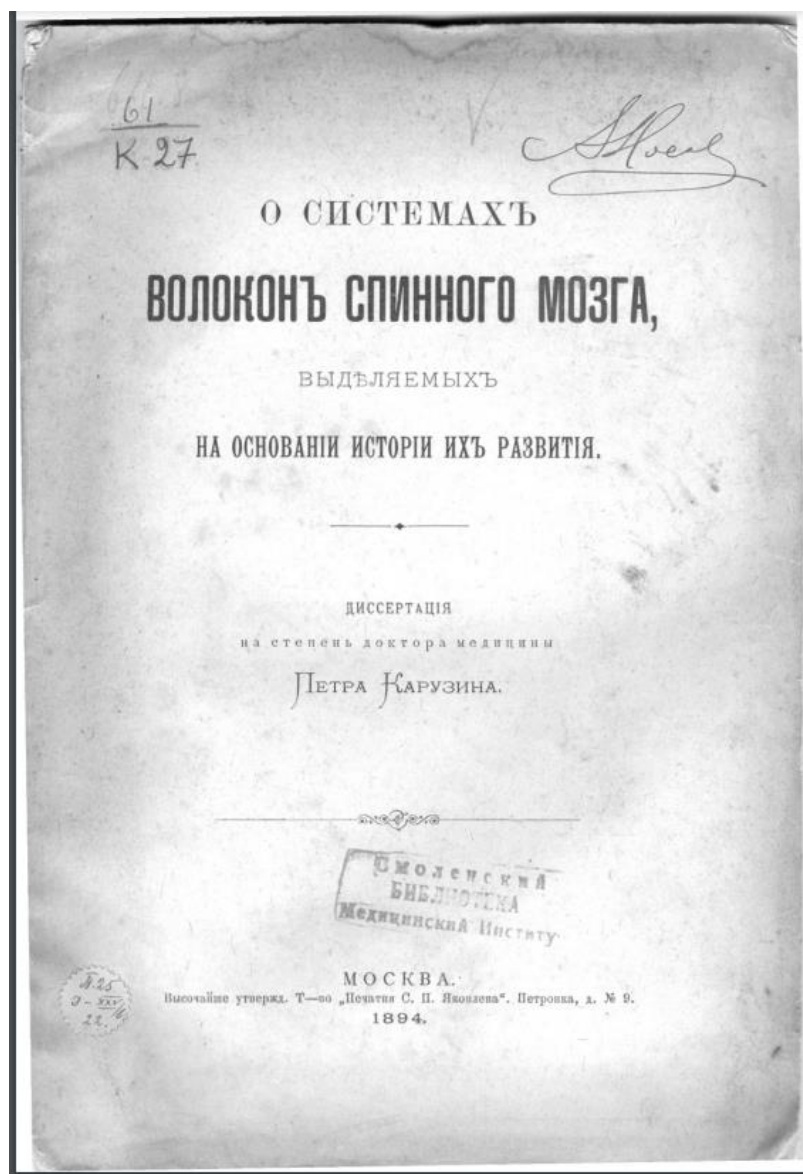 61
К 27
О СИСТЕМАХЪ
ВОЛОКОНЪ СПИННОГО МОЗГА,
ВЫДѢЛЯЕМЫХЪ
НА ОСНОВАНІИ ИСТОРІИ ИХЪ РАЗВИТІЯ.
ДИССЕРТАЦІЯ
на степень доктора медицины
ПЕТРА КАРУЗИНА.
Смоленский
БИБЛИОТЕКА
Медицинский Институт
МОСКВА.
Высочайше утвержд. Т—во „Печатня С. П. Яковлева“. Петровка, д. № 9.
1894.